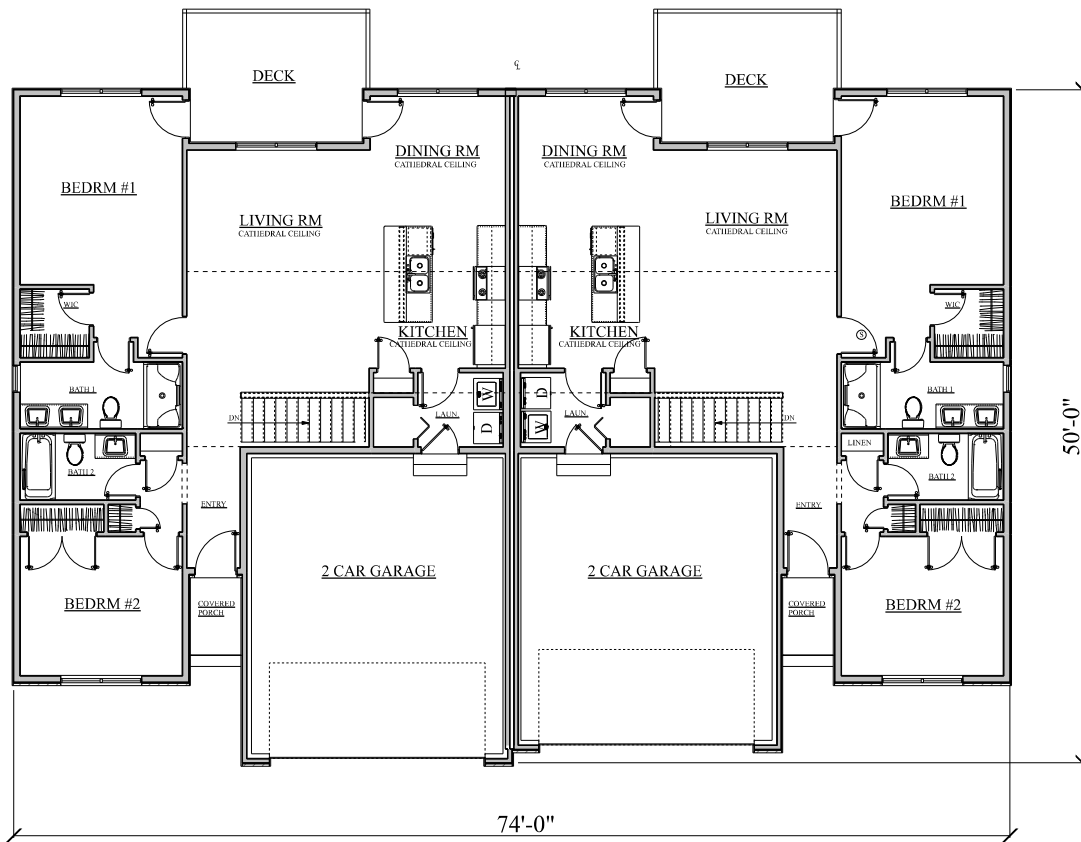 ℄
DECK
DECK
DINING RM
CATHEDRAL CEILING
DINING RM
CATHEDRAL CEILING
BEDRM #1
BEDRM #1
LIVING RM
CATHEDRAL CEILING
LIVING RM
CATHEDRAL CEILING
WIC
WIC
KITCHEN
CATHEDRAL CEILING
KITCHEN
CATHEDRAL CEILING
S
BATH 1
BATH 1
W
D
D
W
LAUN.
LAUN.
DN
DN
LINEN
BATH 2
BATH 2
ENTRY
ENTRY
2 CAR GARAGE
2 CAR GARAGE
BEDRM #2
BEDRM #2
COVERED
PORCH
COVERED
PORCH
50'-0"
74'-0"